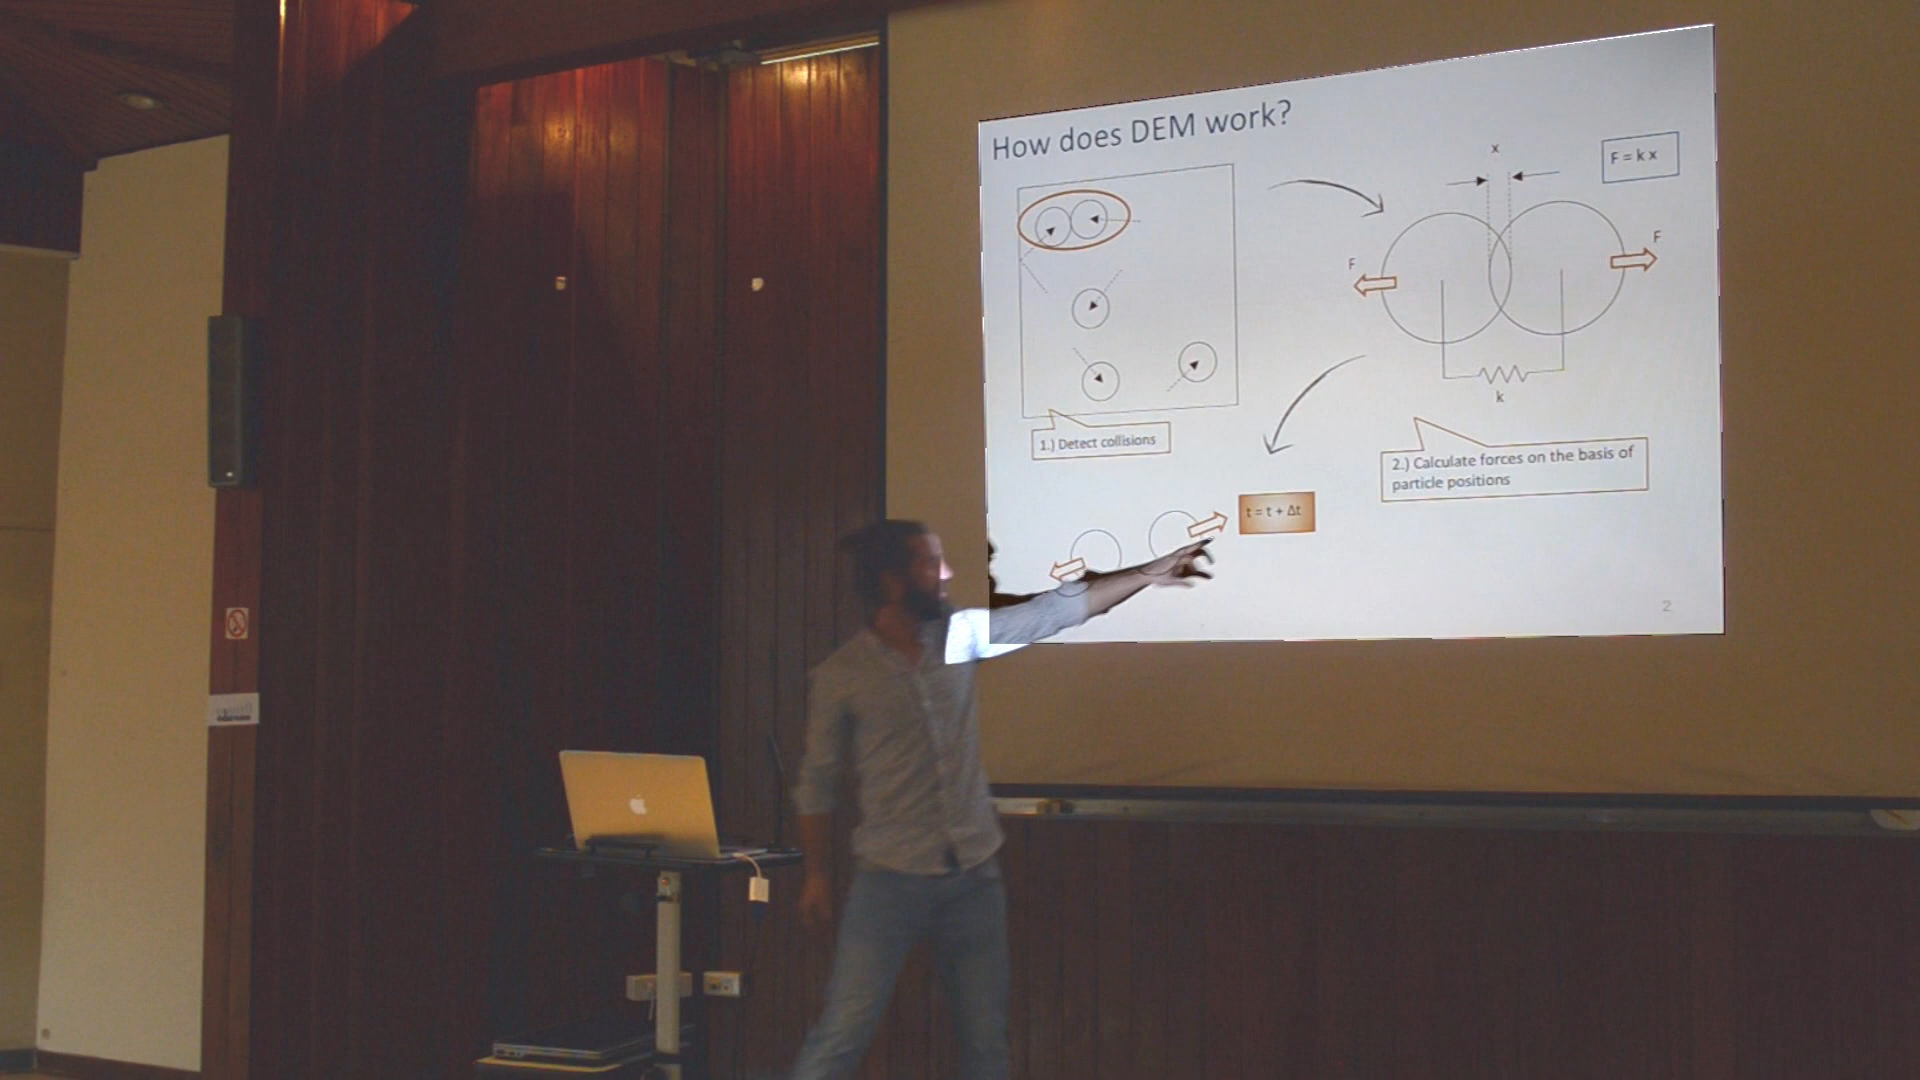 How does DEM work?
x
F = k x
F
F
k
1.) Detect collisions
2.) Calculate forces on the basis of
particle positions
t = t + Δt
2